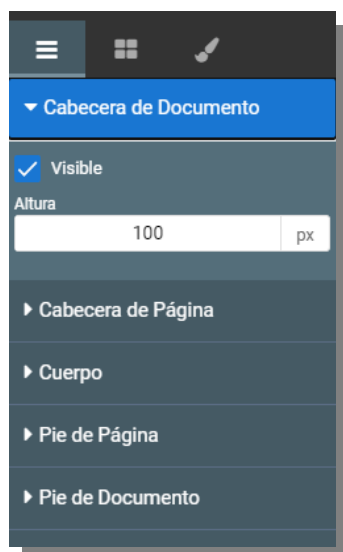 Cabecera de Documento
Visible
Altura
100 px
Cabecera de Página
Cuerpo
Pie de Página
Pie de Documento